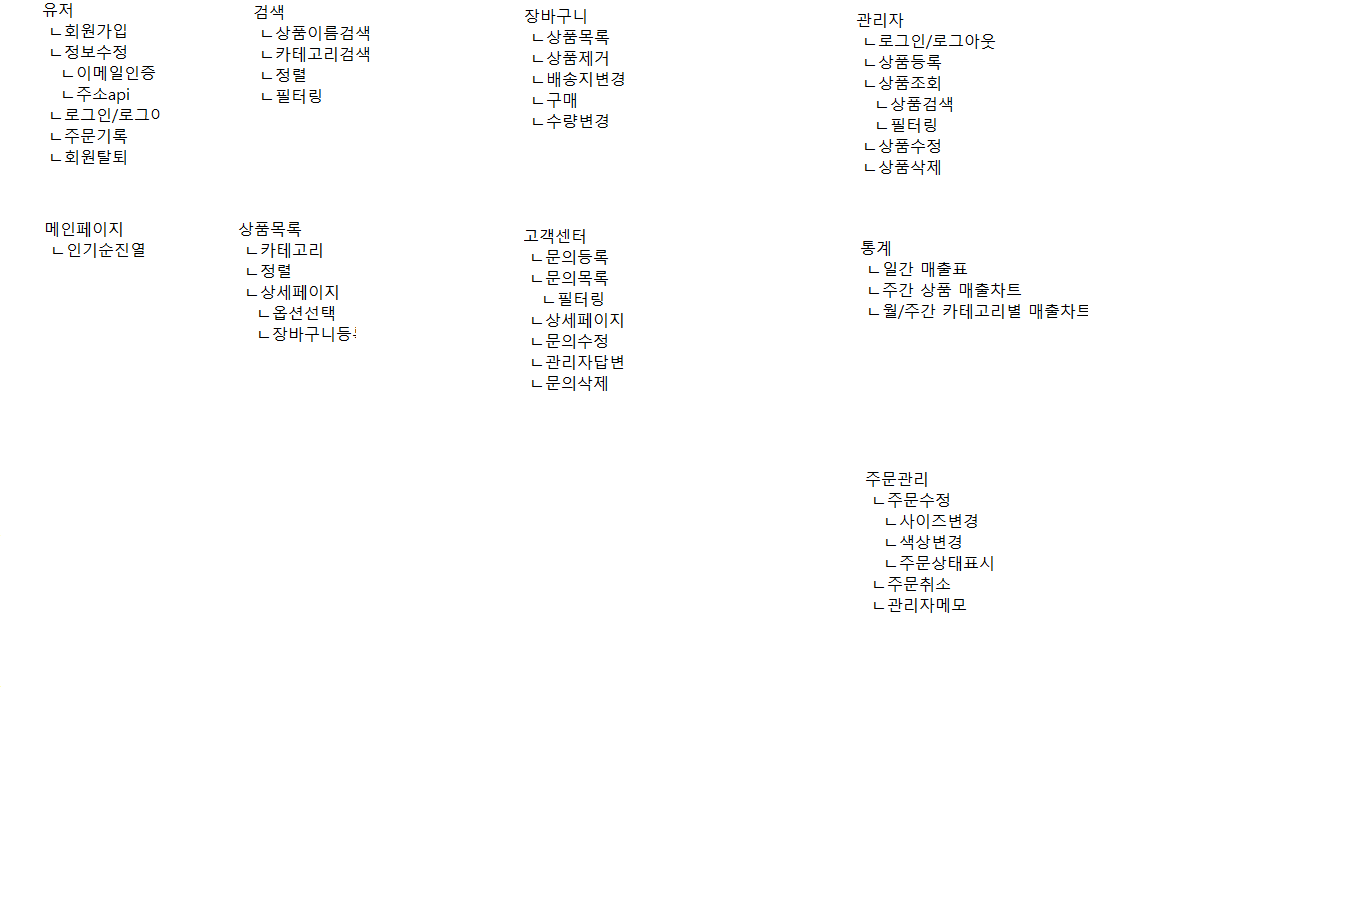 유저
ㄴ회원가입
ㄴ정보수정
ㄴ이메일인증
ㄴ주소api
ㄴ로그인/로그
ㄴ주문기록
ㄴ회원탈퇴
검색
ㄴ상품이름검색
ㄴ카테고리검색
ㄴ정렬
ㄴ필터링
장바구니
ㄴ상품목록
ㄴ상품제거
ㄴ배송지변경
ㄴ구매
ㄴ수량변경
관리자
ㄴ로그인/로그아웃
ㄴ상품등록
ㄴ상품조회
ㄴ상품검색
ㄴ필터링
ㄴ상품수정
ㄴ상품삭제
메인페이지
ㄴ인기순진열
상품목록
ㄴ카테고리
ㄴ정렬
ㄴ상세페이지
ㄴ옵션선택
ㄴ장바구니등
고객센터
ㄴ문의등록
ㄴ문의목록
ㄴ필터링
ㄴ상세페이지
ㄴ문의수정
ㄴ관리자답변
ㄴ문의삭제
통계
ㄴ일간 매출표
ㄴ주간 상품 매출차트
ㄴ월/주간 카테고리별 매출차트
주문관리
ㄴ주문수정
ㄴ사이즈변경
ㄴ색상변경
ㄴ주문상태표시
ㄴ주문취소
ㄴ관리자메모